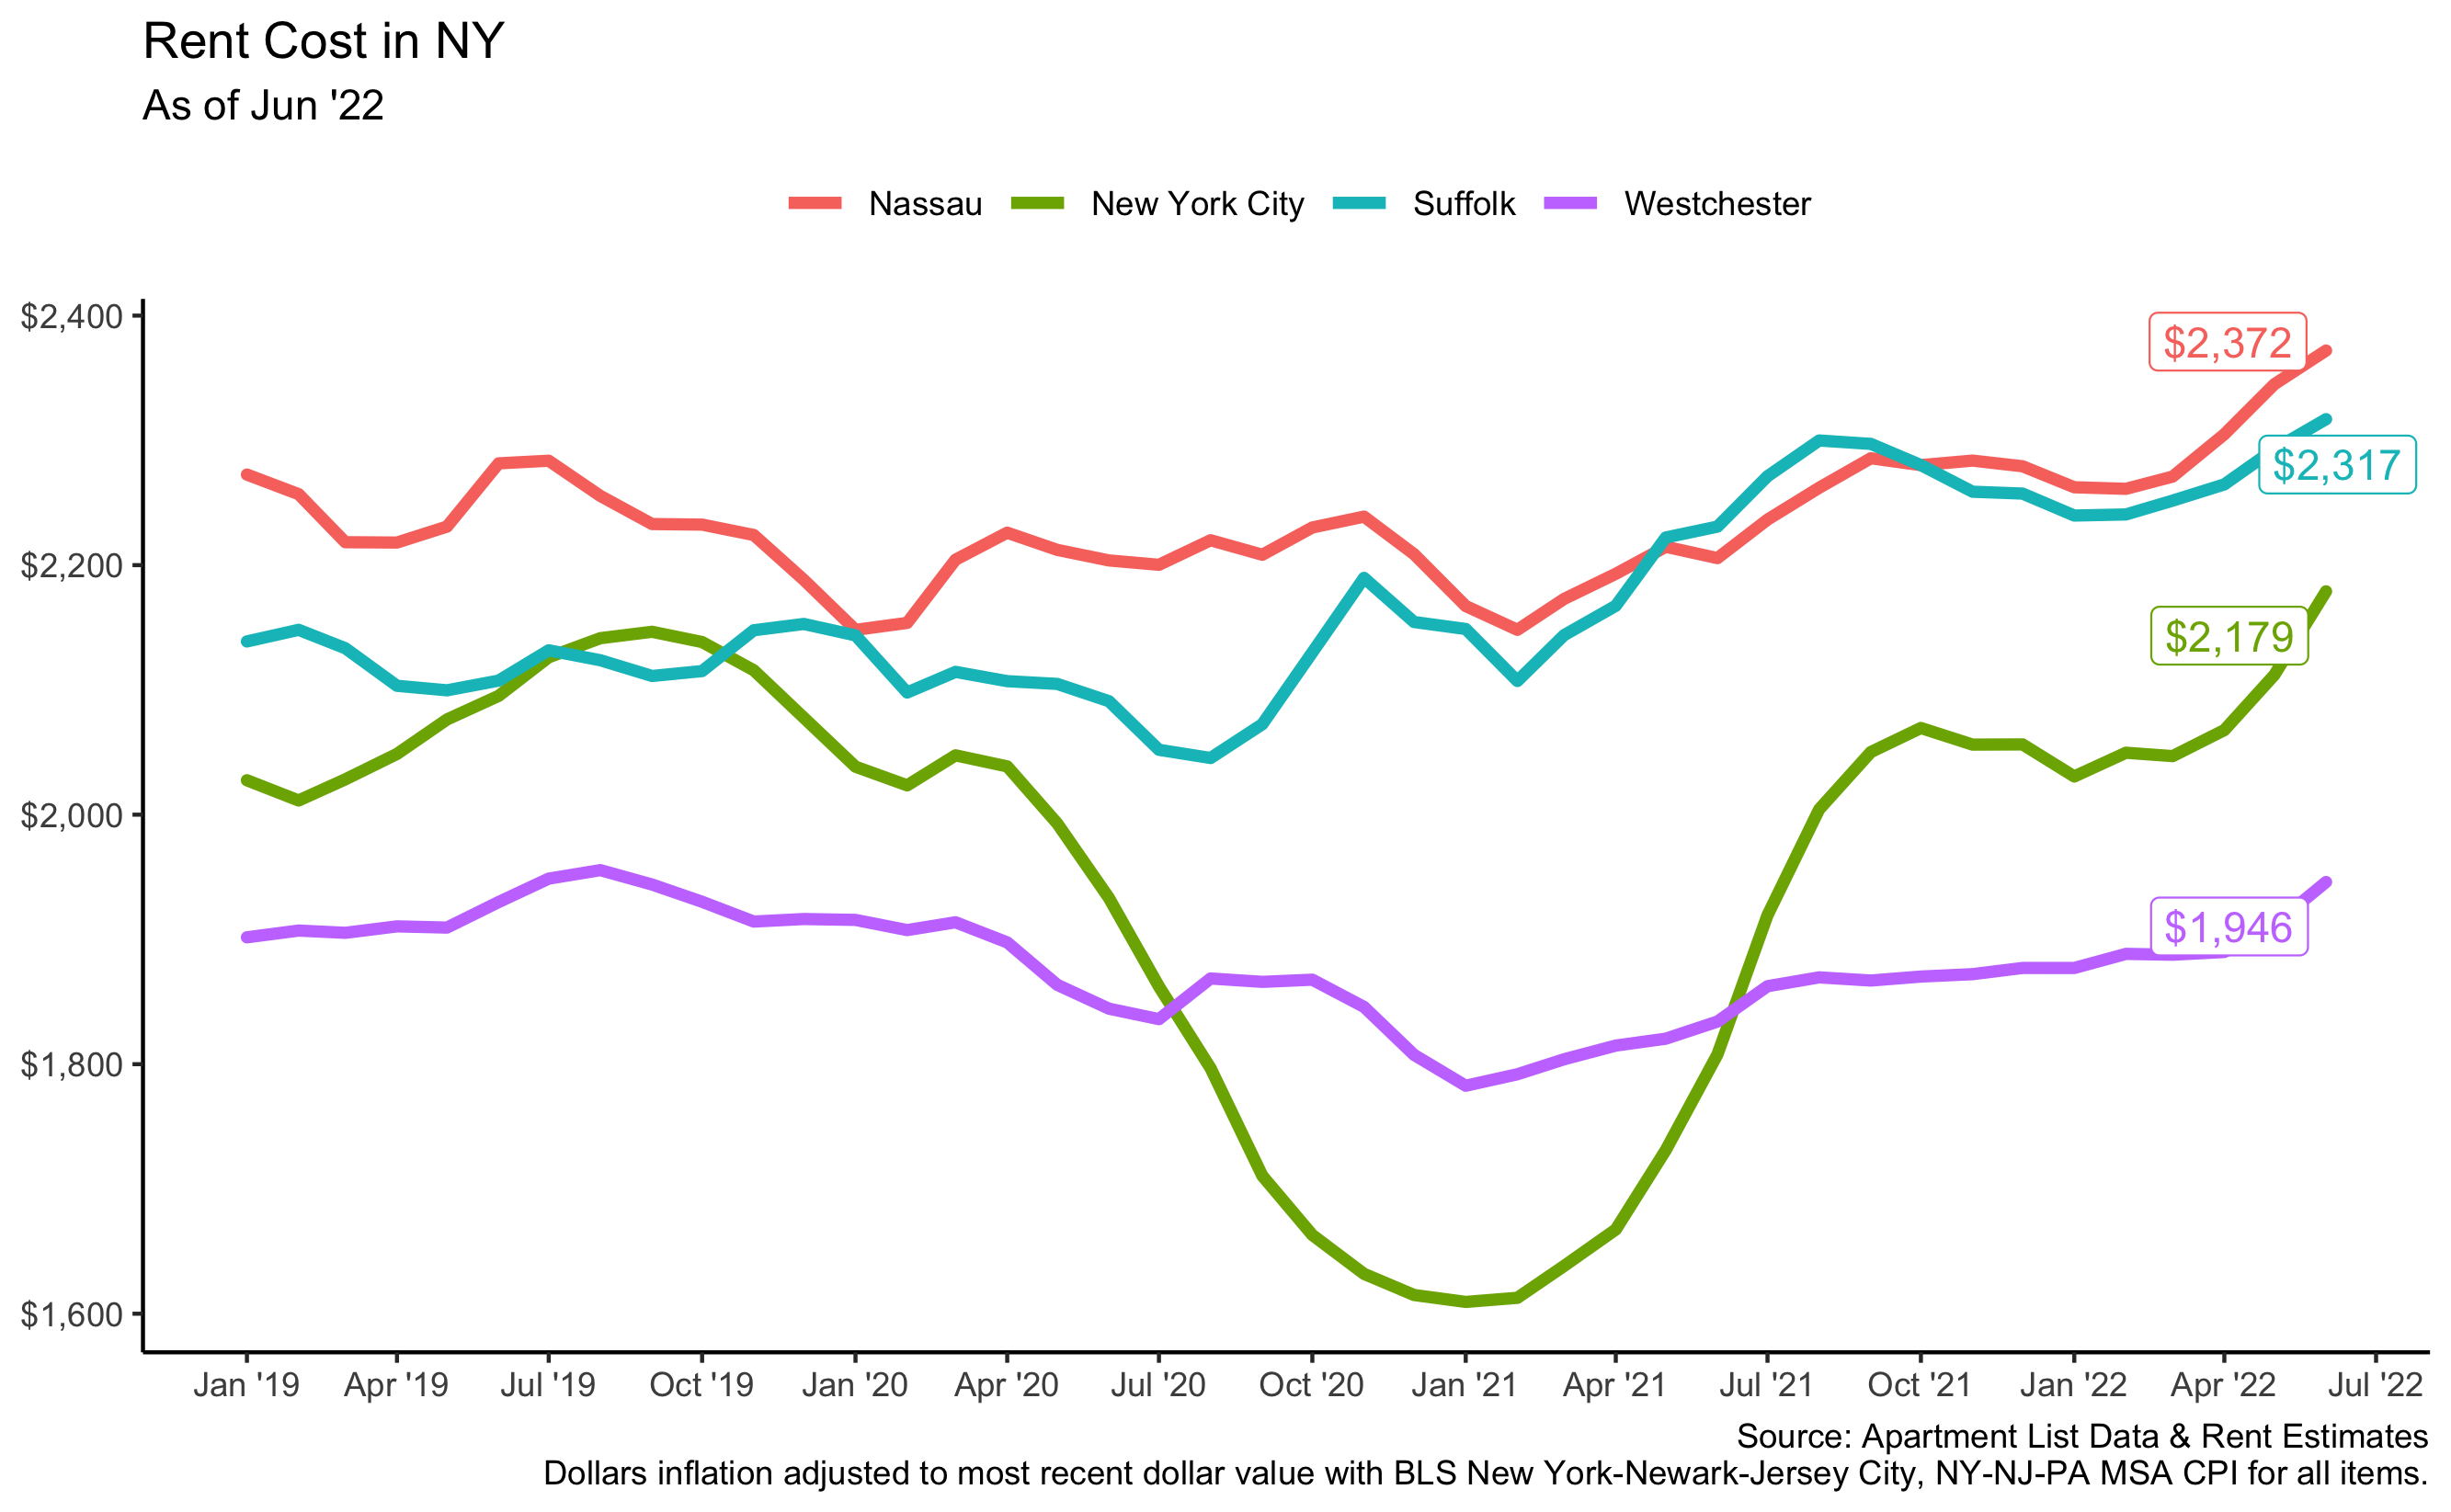 Rent Cost in NY
As of Jun '22
Nassau New York City Suffolk Westchester
$2,400
$2,200
$2,000
$1,800
$1,600
$2,372
$2,317
$2,179
$1,946
Jan '19 Apr '19 Jul '19 Oct '19 Jan '20 Apr '20 Jul '20 Oct '20 Jan '21 Apr '21 Jul '21 Oct '21 Jan '22 Apr '22 Jul '22
Source: Apartment List Data & Rent Estimates
Dollars inflation adjusted to most recent dollar value with BLS New York-Newark-Jersey City, NY-NJ-PA MSA CPI for all items.